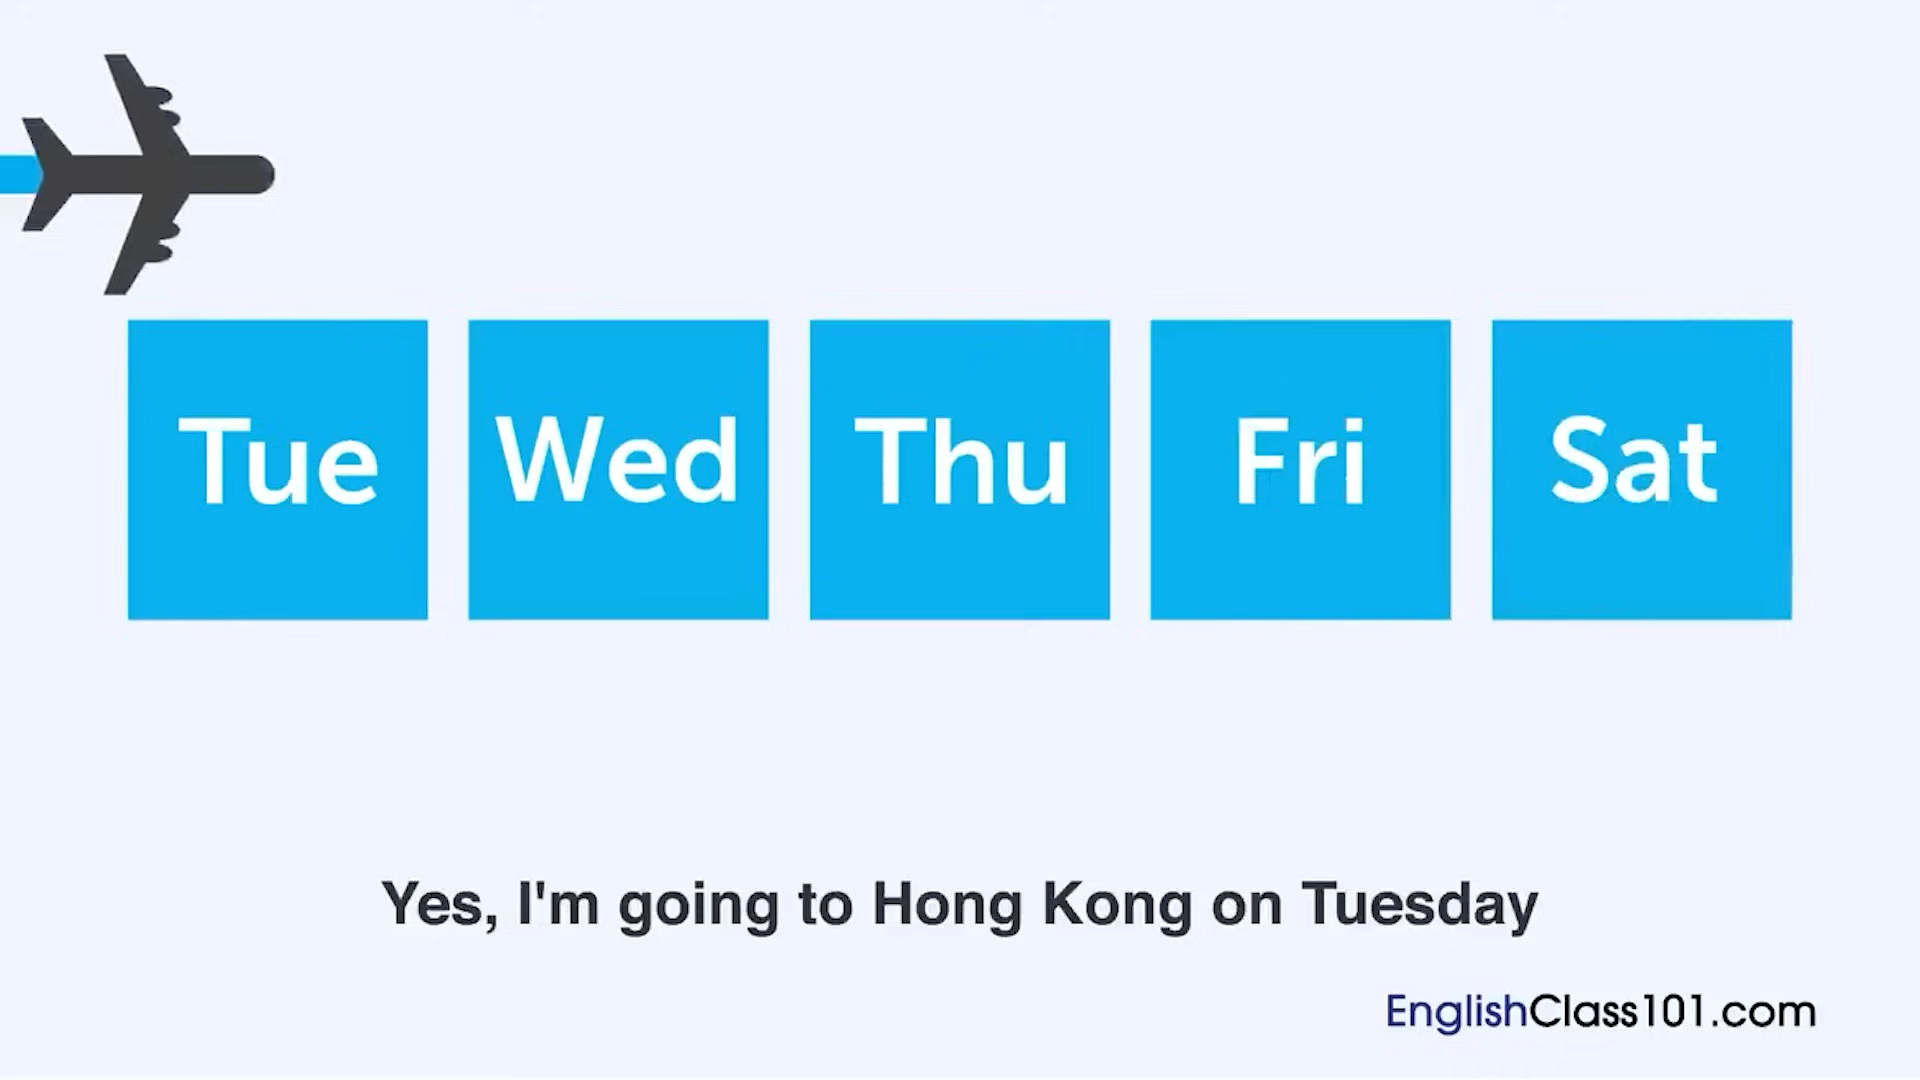 Tue Wed Thu Fri Sat
Yes, I'm going to Hong Kong on Tuesday
EnglishClass101.com